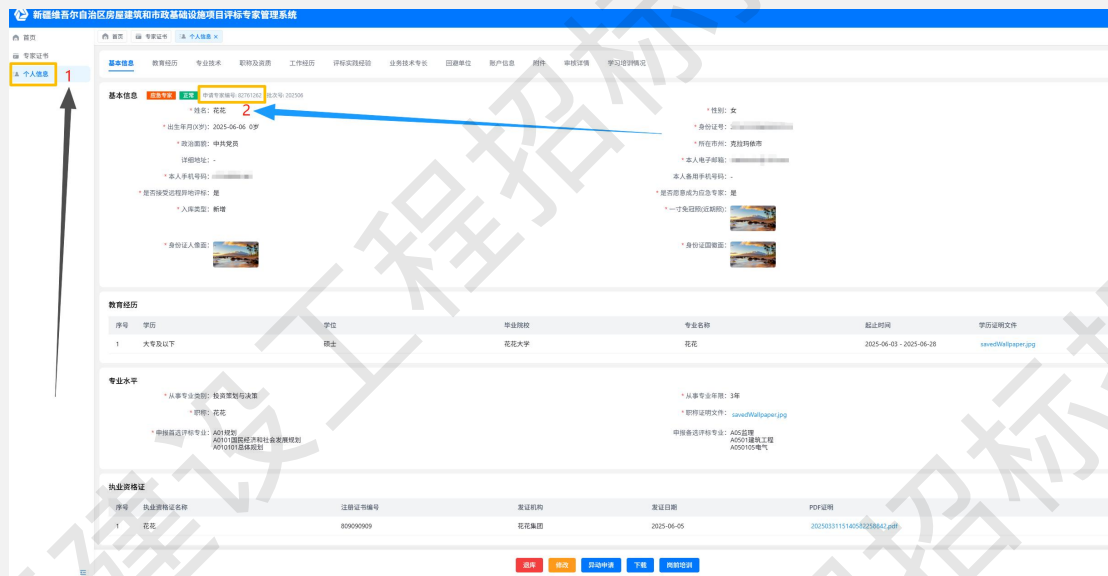 新疆维吾尔自治区房屋建筑和市政基础设施项目评标专家管理系统
首页
专家证书
个人信息
1
首页 专家证书 个人信息 ×
基本信息 教育经历 专业技术 职称及资质 工作经历 评标实践经验 业务技术专长 回避单位 账户信息 附件 审核详情 学习培训情况
基本信息 应急专家 正常 申请专家编号: 82761262 批次号: 202506
* 姓名: 花花 2 * 性别: 女
* 出生年月(X岁): 2025-06-06 0岁 * 身份证号:
* 政治面貌: 中共党员 * 所在市州: 克拉玛依市
详细地址: - * 本人电子邮箱:
* 本人手机号码: 本人备用手机号码: -
* 是否接受远程异地评标: 是 * 是否愿意成为应急专家: 是
* 入库类型: 新增 * 一寸免冠照(近期照):
* 身份证人像面: * 身份证国徽面:
教育经历
序号 学历 学位 毕业院校 专业名称 起止时间 学历证明文件
1 大专及以下 硕士 花花大学 花花 2025-06-03 - 2025-06-28 savedWallpaper.jpg
专业水平
* 从事专业类别: 投资策划与决策 * 从事专业年限: 3年
* 职称: 花花 * 职称证明文件: savedWallpaper.jpg
* 申报首选评标专业: A01规划 申报备选评标专业: A05监理
A0101国民经济和社会发展规划 A0501建筑工程
A010101总体规划 A050105电气
执业资格证
序号 执业资格证名称 注册证书编号 发证机构 发证日期 PDF证明
1 花花 809090909 花花集团 2025-06-05 20250331151405822588​42.pdf
退库 修改 异动申请 下载 岗前培训
建设工程招标
招标